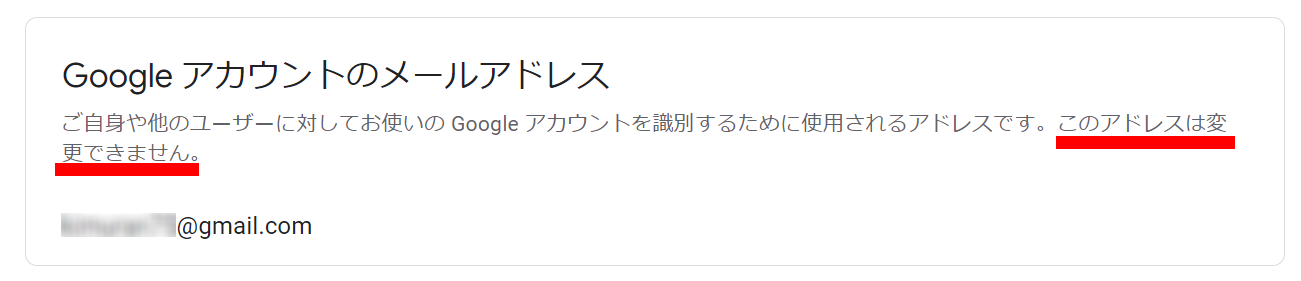 Google アカウントのメールアドレス
ご自身や他のユーザーに対してお使いの Google アカウントを識別するために使用されるアドレスです。このアドレスは変
更できません。
@gmail.com